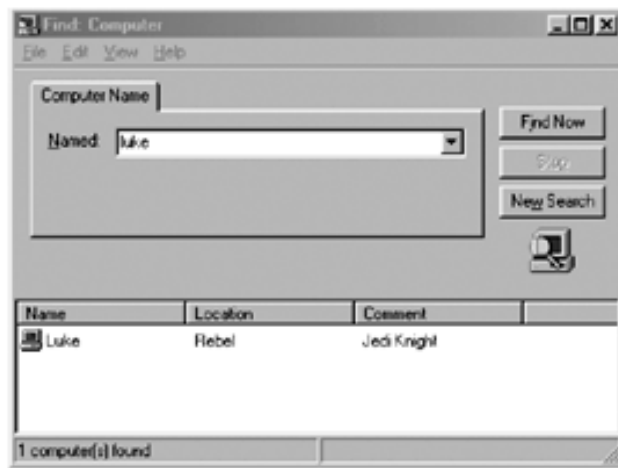 Find: Computer
File Edit View Help
Computer Name
Named: luke
Find Now
Stop
New Search
Name Location Comment
Luke Rebel Jedi Knight
1 computer(s) found